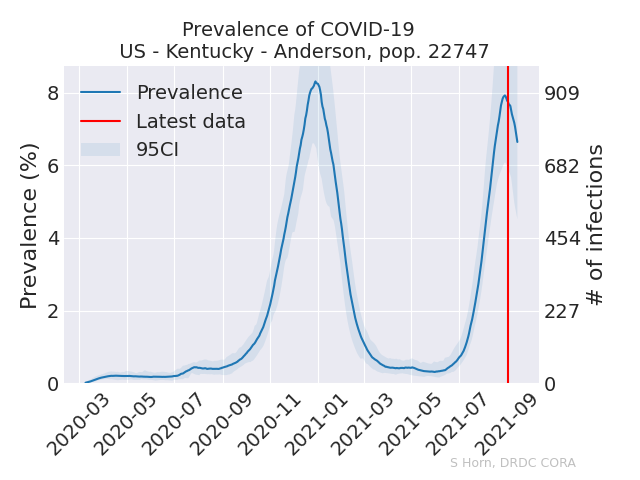 Prevalence of COVID-19
US - Kentucky - Anderson, pop. 22747
Prevalence
Latest data
95CI
Prevalence (%)
8
6
4
2
0
909
682
454
227
0
# of infections
2020-03
2020-05
2020-07
2020-09
2020-11
2021-01
2021-03
2021-05
2021-07
2021-09
S Horn, DRDC CORA